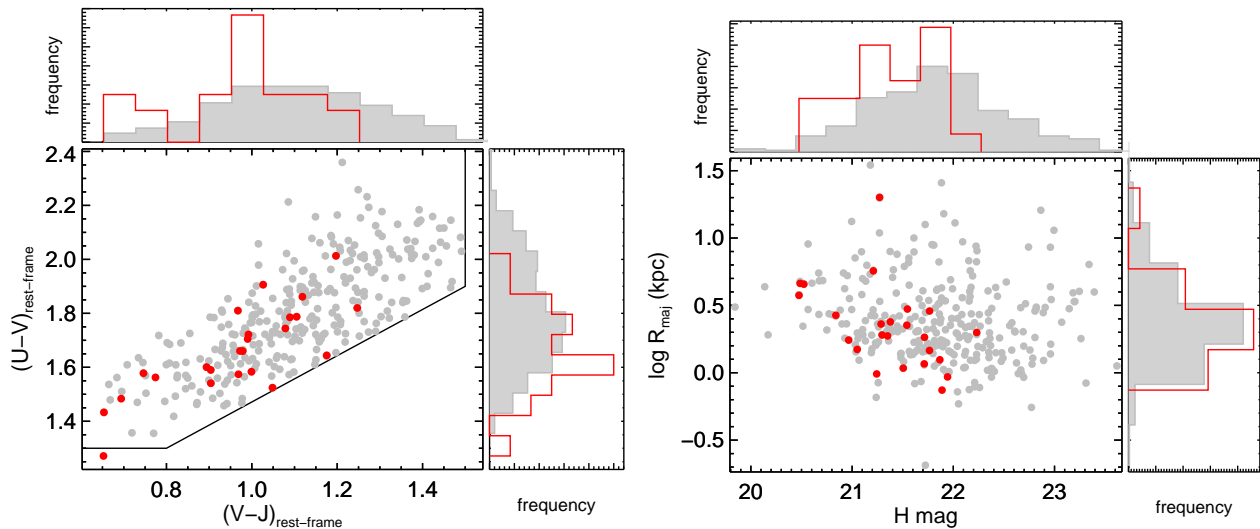 frequency
frequency
2.4
2.2
2.0
1.8
1.6
1.4
(U−V)rest−frame
0.8 1.0 1.2 1.4
(V−J)rest−frame
frequency
1.5
1.0
0.5
0.0
−0.5
log Rmaj (kpc)
20 21 22 23
H mag
frequency